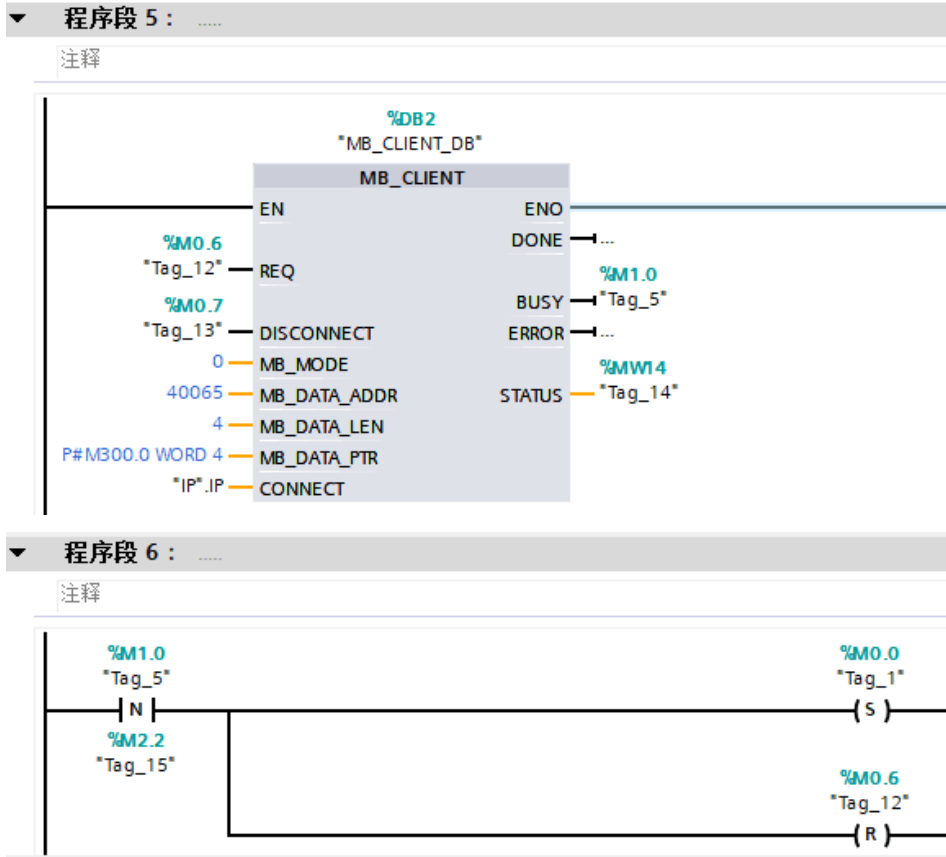 程序段 5： .....
注释
%DB2
"MB_CLIENT_DB"
MB_CLIENT
EN ENO
DONE ...
%M0.6
"Tag_12" REQ
%M1.0
BUSY "Tag_5"
%M0.7
"Tag_13" DISCONNECT ERROR ...
0 MB_MODE
%MW14
40065 MB_DATA_ADDR STATUS "Tag_14"
4 MB_DATA_LEN
P#M300.0 WORD 4 MB_DATA_PTR
"IP".IP CONNECT
程序段 6： .....
注释
%M1.0 %M0.0
"Tag_5" "Tag_1"
N S
%M2.2
"Tag_15"
%M0.6
"Tag_12"
R